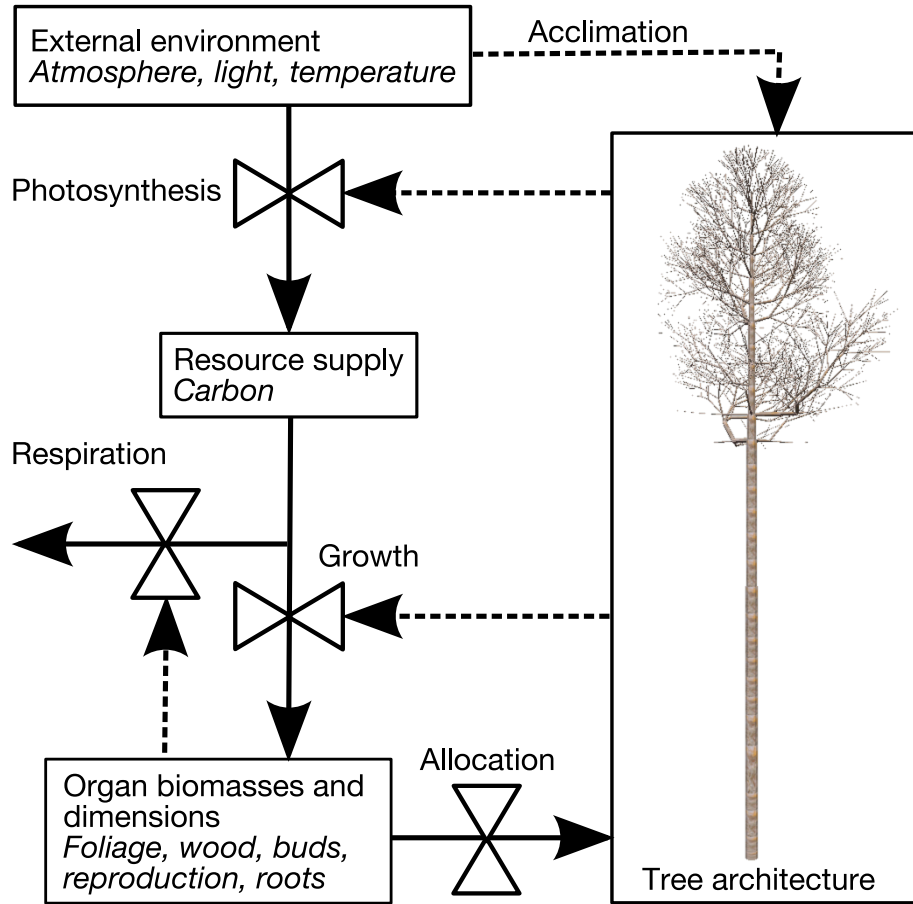 External environment
Atmosphere, light, temperature
Acclimation
Photosynthesis
Resource supply
Carbon
Respiration
Growth
Organ biomasses and
dimensions
Foliage, wood, buds,
reproduction, roots
Allocation
Tree architecture